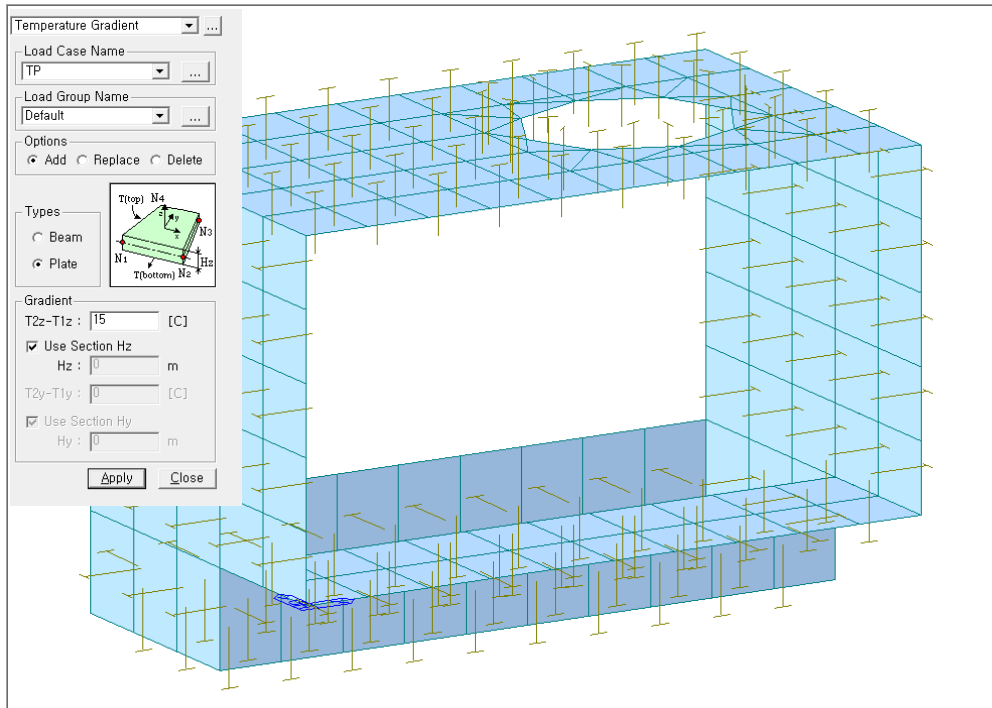 Temperature Gradient ...
Load Case Name
TP ...
Load Group Name
Default ...
Options
Add Replace Delete
Types
Beam
Plate
T(top) N4
z y x
N3
N1 Hz
N2
T(bottom)
Gradient
T2z-T1z : 15 [C]
Use Section Hz
Hz : 0 m
T2y-T1y : 0 [C]
Use Section Hy
Hy : 0 m
Apply Close